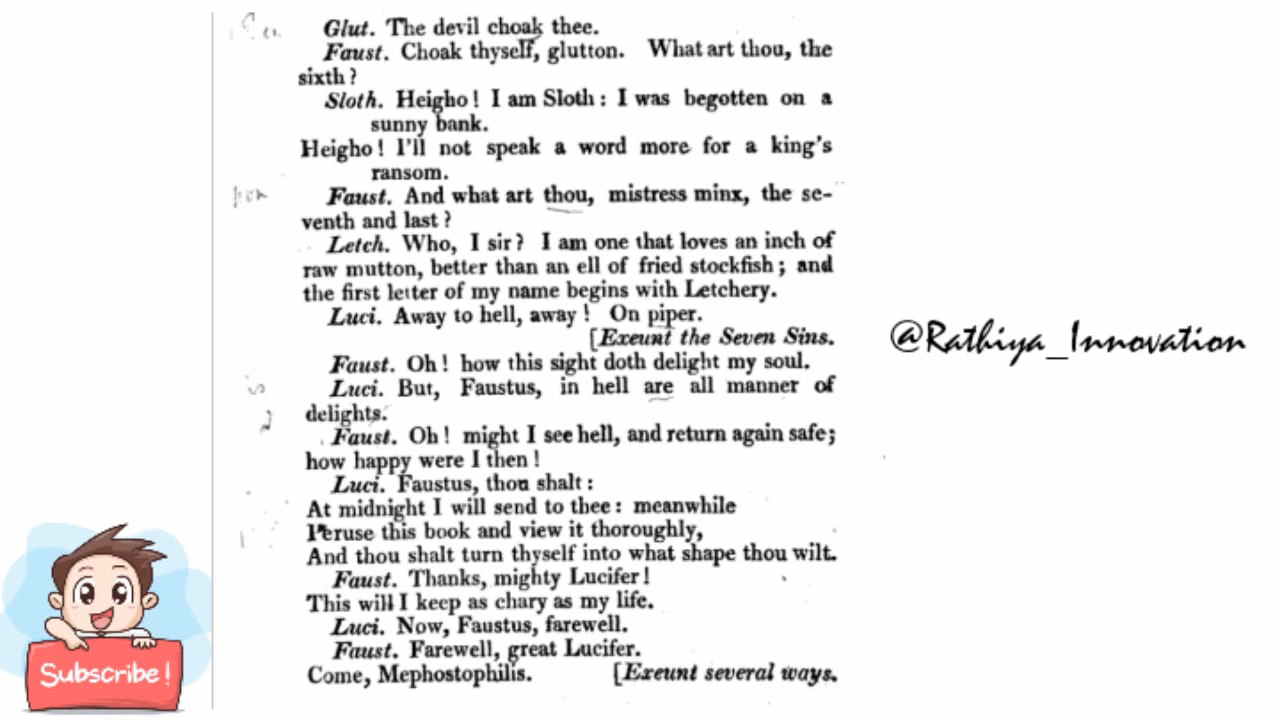 Glut. The devil choak thee.
Faust. Choak thyself, glutton. What art thou, the
sixth?
Sloth. Heigho! I am Sloth: I was begotten on a
sunny bank.
Heigho! I'll not speak a word more for a king's
ransom.
Faust. And what art thou, mistress minx, the se-
venth and last?
Letch. Who, I sir? I am one that loves an inch of
raw mutton, better than an ell of fried stockfish; and
the first letter of my name begins with Letchery.
Luci. Away to hell, away! On piper.
[Exeunt the Seven Sins.
@Rathiya_Innovation
Faust. Oh! how this sight doth delight my soul.
Luci. But, Faustus, in hell are all manner of
delights.
Faust. Oh! might I see hell, and return again safe;
how happy were I then!
Luci. Faustus, thou shalt:
At midnight I will send to thee: meanwhile
Peruse this book and view it thoroughly,
And thou shalt turn thyself into what shape thou wilt.
Faust. Thanks, mighty Lucifer!
This will I keep as chary as my life.
Luci. Now, Faustus, farewell.
Faust. Farewell, great Lucifer.
Come, Mephostophilis. [Exeunt several ways.
Subscribe!